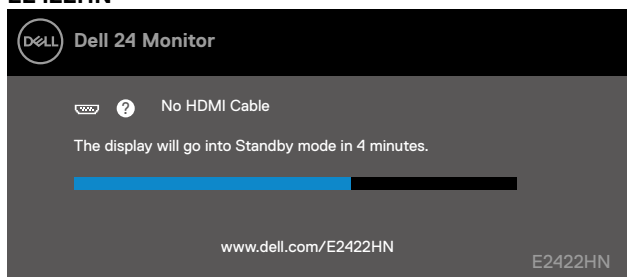 E2422HN
DELL Dell 24 Monitor
No HDMI Cable
The display will go into Standby mode in 4 minutes.
www.dell.com/E2422HN
E2422HN